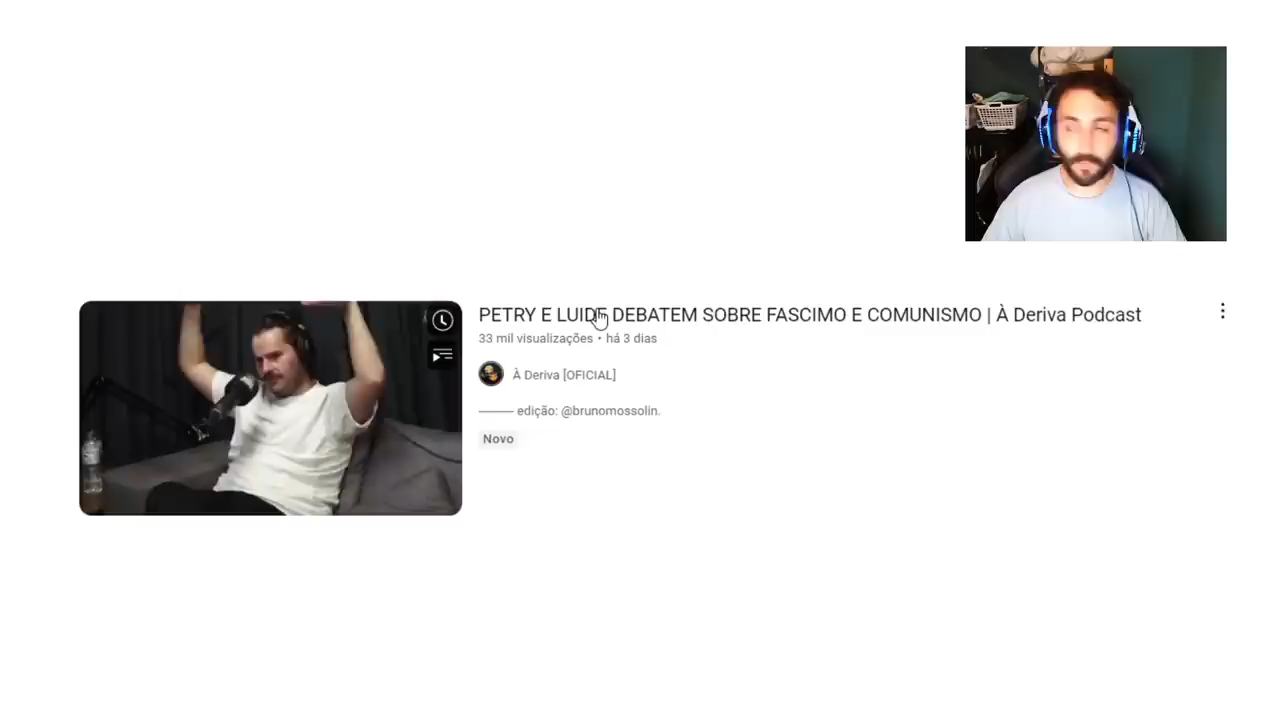 PETRY E LUIDE DEBATEM SOBRE FASCIMO E COMUNISMO | À Deriva Podcast
33 mil visualizações • há 3 dias
À Deriva [OFICIAL]
——— edição: @brunomossolin.
Novo